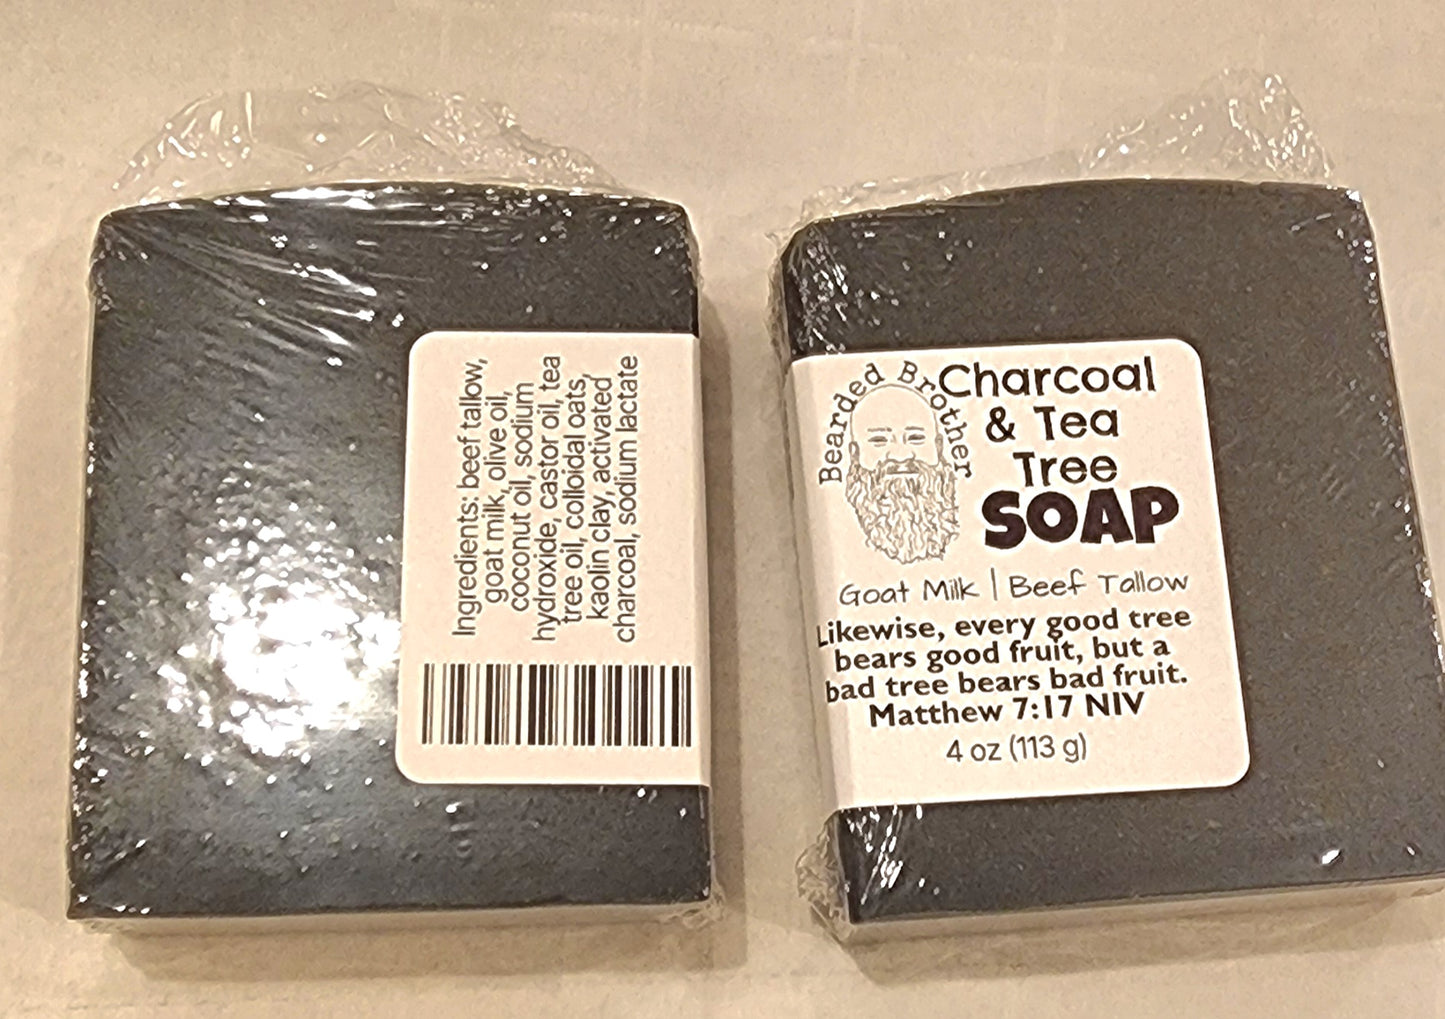 Ingredients: beef tallow,
goat milk, olive oil,
coconut oil, sodium
hydroxide, castor oil, tea
tree oil, colloidal oats,
kaolin clay, activated
charcoal, sodium lactate
Bearded Brother
Charcoal
& Tea
Tree
SOAP
Goat Milk | Beef Tallow
Likewise, every good tree
bears good fruit, but a
bad tree bears bad fruit.
Matthew 7:17 NIV
4 oz (113 g)